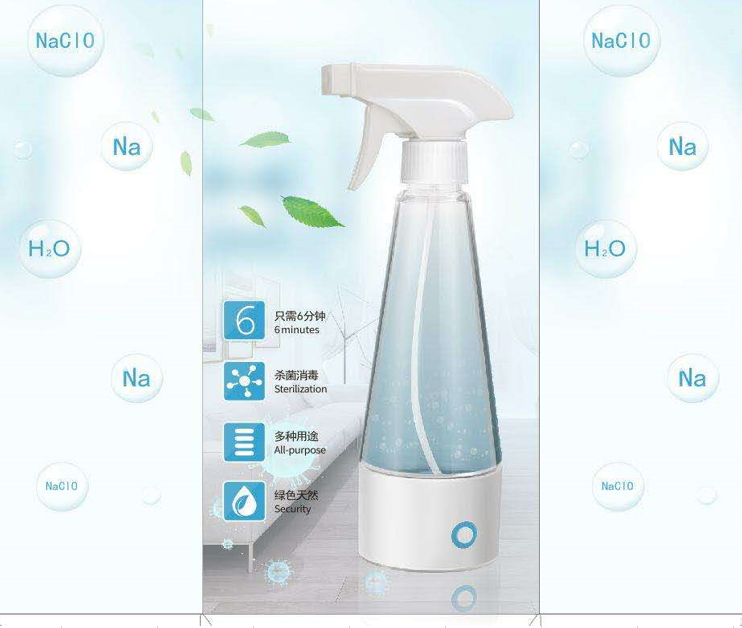 NaClO
Na
H₂O
Na
NaClO
6
只需6分钟
6minutes
杀菌消毒
Sterilization
多种用途
All-purpose
绿色天然
Security
NaClO
Na
H₂O
Na
NaClO